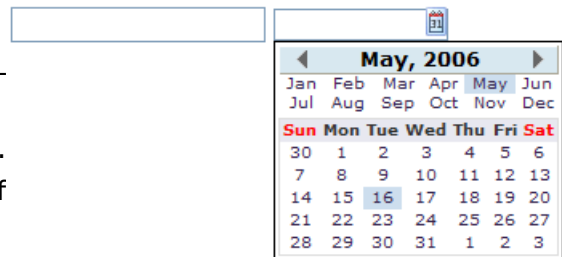 31
May, 2006
Jan Feb Mar Apr May Jun
Jul Aug Sep Oct Nov Dec
Sun Mon Tue Wed Thu Fri Sat
30 1 2 3 4 5 6
7 8 9 10 11 12 13
.
14 15 16 17 18 19 20
f
21 22 23 24 25 26 27
28 29 30 31 1 2 3